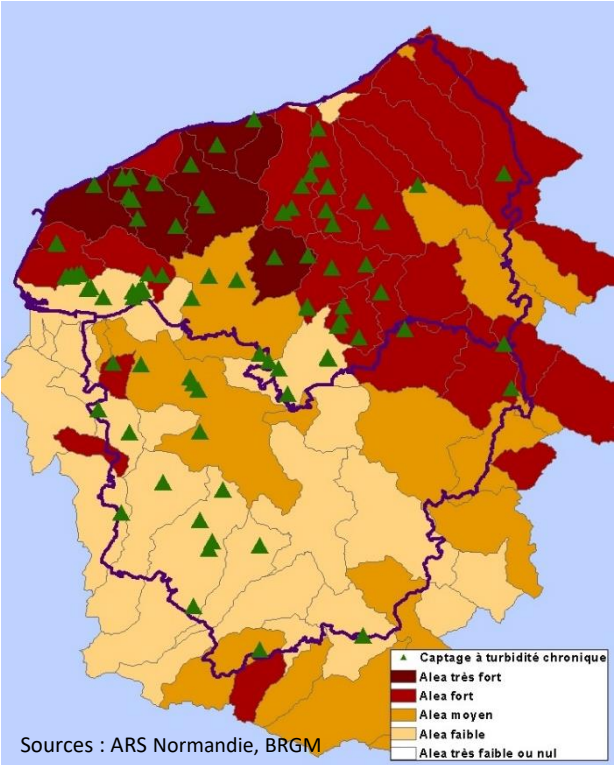 Captage à turbidité chronique
Alea très fort
Alea fort
Alea moyen
Alea faible
Alea très faible ou nul
Sources : ARS Normandie, BRGM